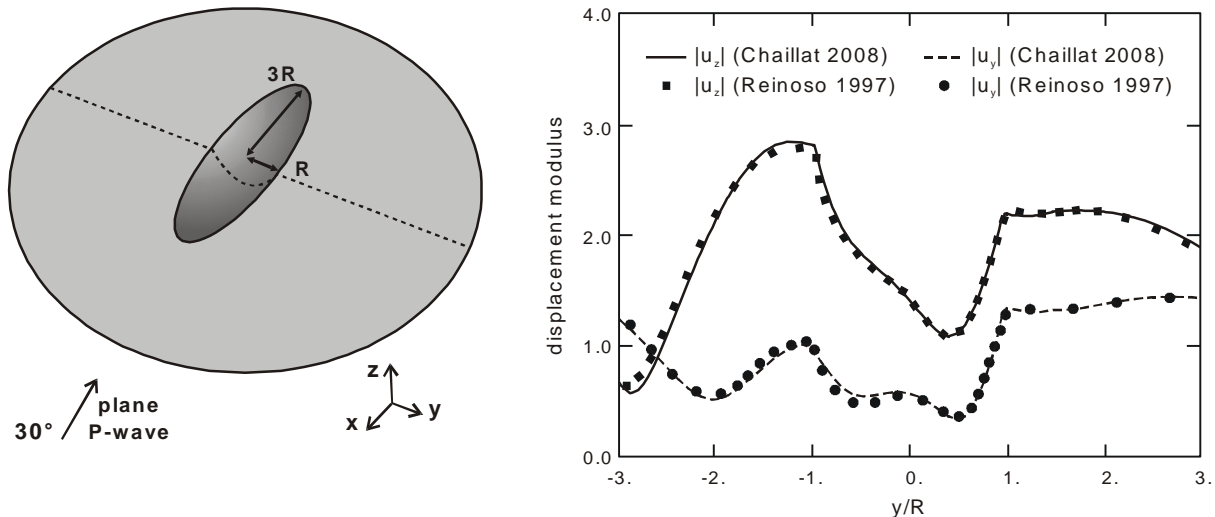 3R
R
z
x
y
30°
plane
P-wave
4.0
3.0
2.0
1.0
0.0
displacement modulus
|u_z| (Chaillat 2008)
|u_y| (Chaillat 2008)
|u_z| (Reinoso 1997)
|u_y| (Reinoso 1997)
-3. -2. -1. 0. 1. 2. 3.
y/R